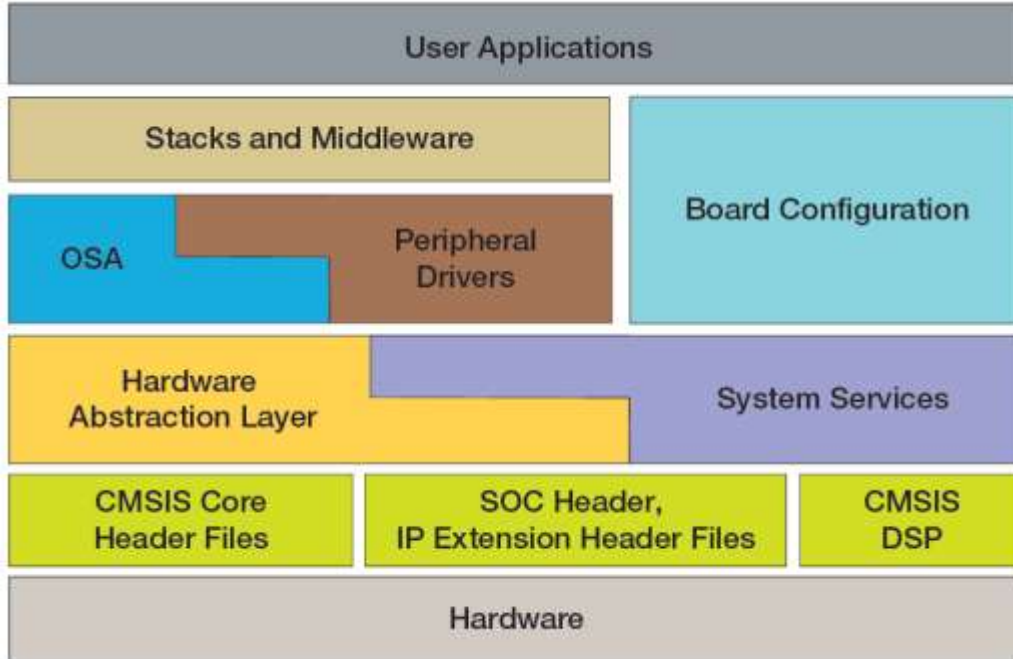 User Applications
Stacks and Middleware
Board Configuration
OSA
Peripheral
Drivers
Hardware
Abstraction Layer
System Services
CMSIS Core
Header Files
SOC Header,
IP Extension Header Files
CMSIS
DSP
Hardware